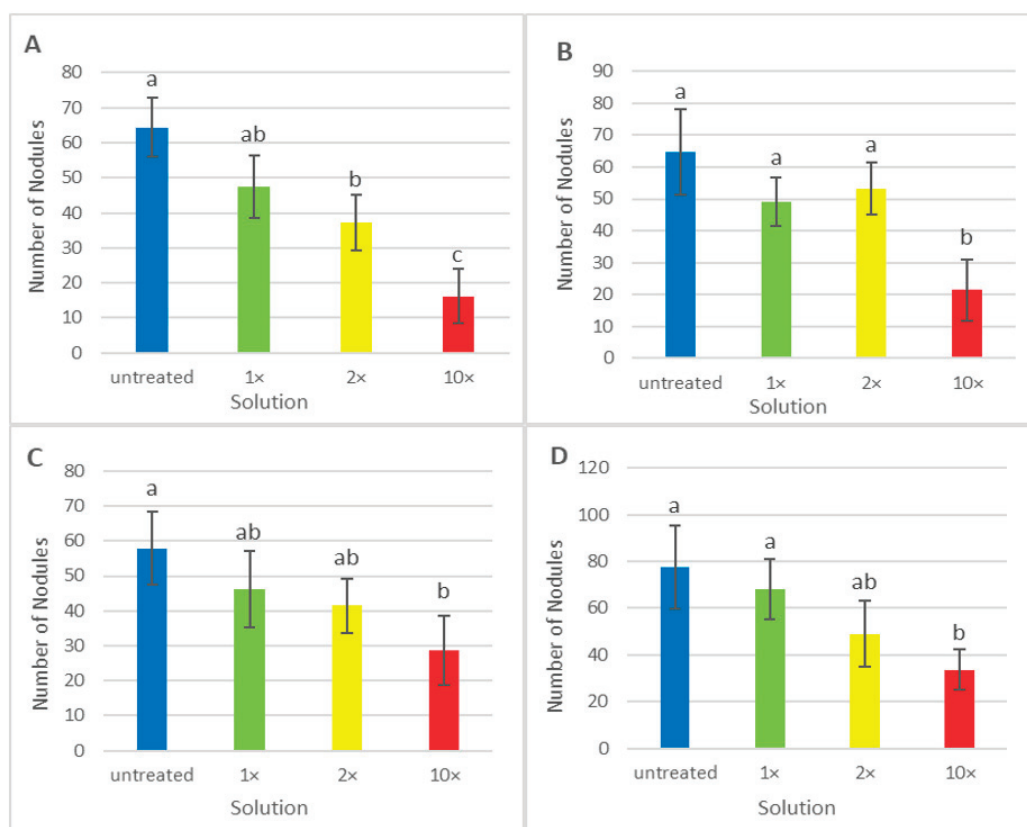 A
Number of Nodules
80
70
60
50
40
30
20
10
0
a
ab
b
c
untreated 1× 2× 10×
Solution
B
Number of Nodules
90
80
70
60
50
40
30
20
10
0
a
a
a
b
untreated 1× 2× 10×
Solution
C
Number of Nodules
80
70
60
50
40
30
20
10
0
a
ab
ab
b
untreated 1× 2× 10×
Solution
D
Number of Nodules
120
100
80
60
40
20
0
a
a
ab
b
untreated 1× 2× 10×
Solution